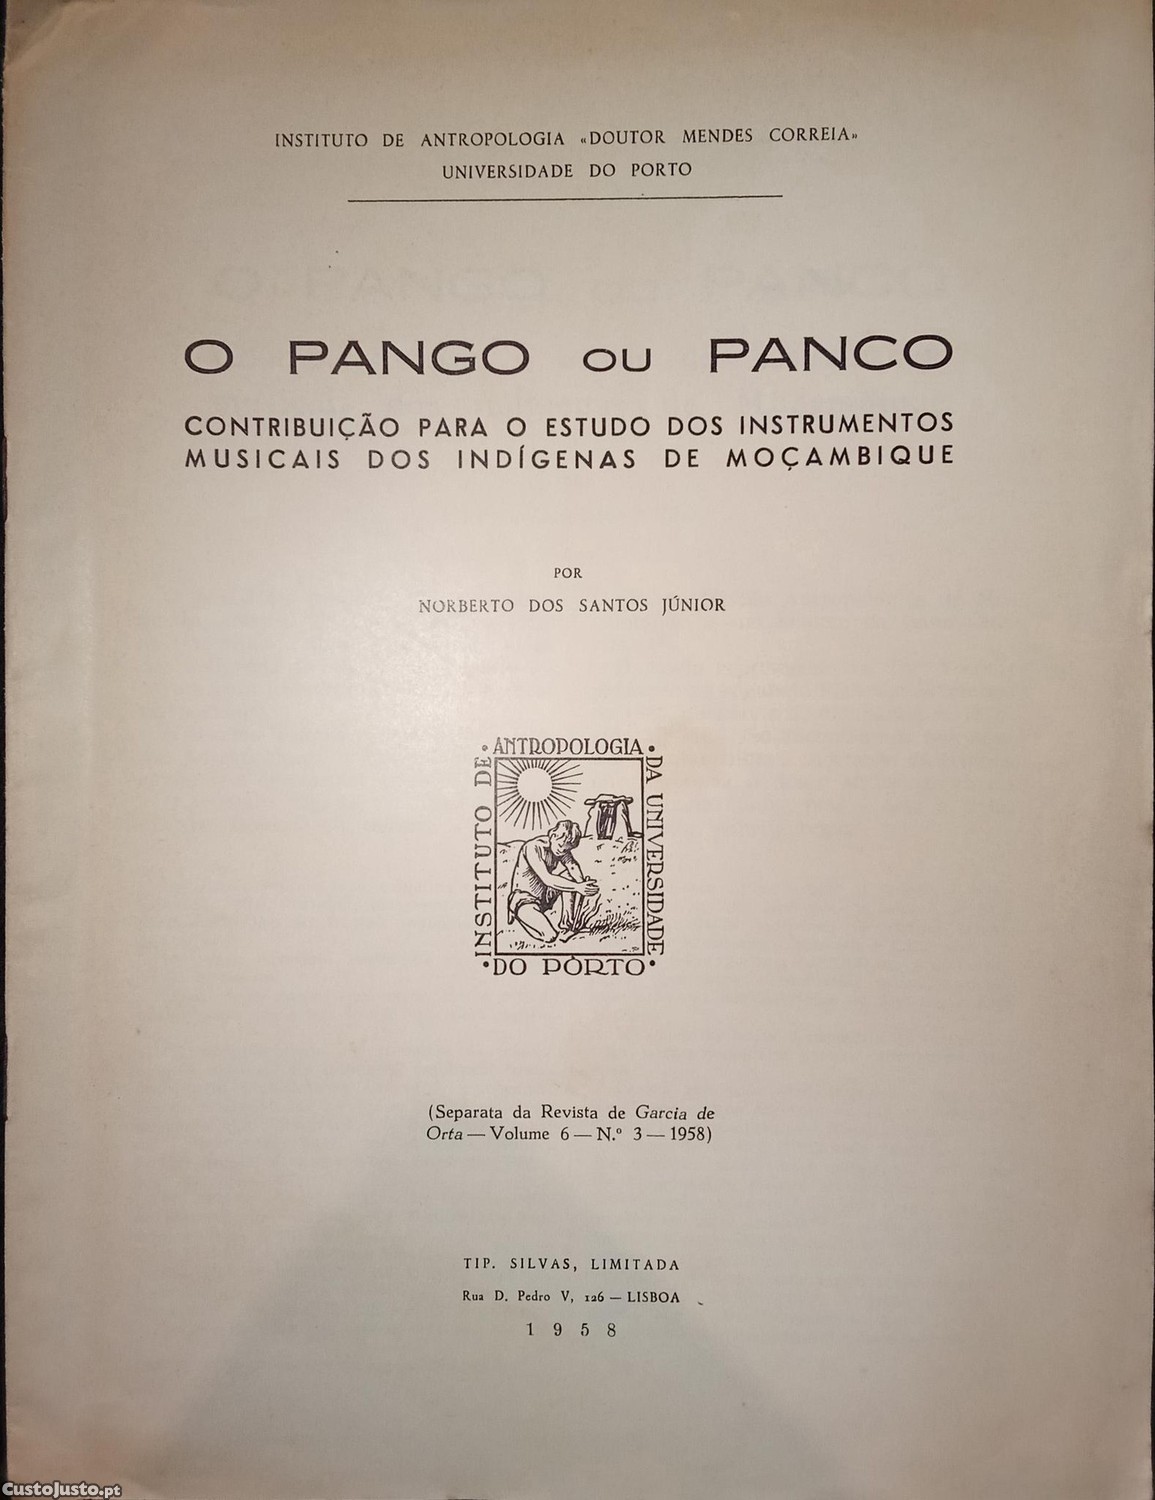 INSTITUTO DE ANTROPOLOGIA «DOUTOR MENDES CORREIA»
UNIVERSIDADE DO PORTO
O PANGO OU PANCO
CONTRIBUIÇÃO PARA O ESTUDO DOS INSTRUMENTOS
MUSICAIS DOS INDÍGENAS DE MOÇAMBIQUE
POR
NORBERTO DOS SANTOS JÚNIOR
INSTITUTO DE
• ANTROPOLOGIA •
DA UNIVERSIDADE
• DO PÔRTO •
(Separata da Revista de Garcia de
Orta — Volume 6 — N.º 3 — 1958)
TIP. SILVAS, LIMITADA
Rua D. Pedro V, 126 — LISBOA
1958
CustoJusto.pt